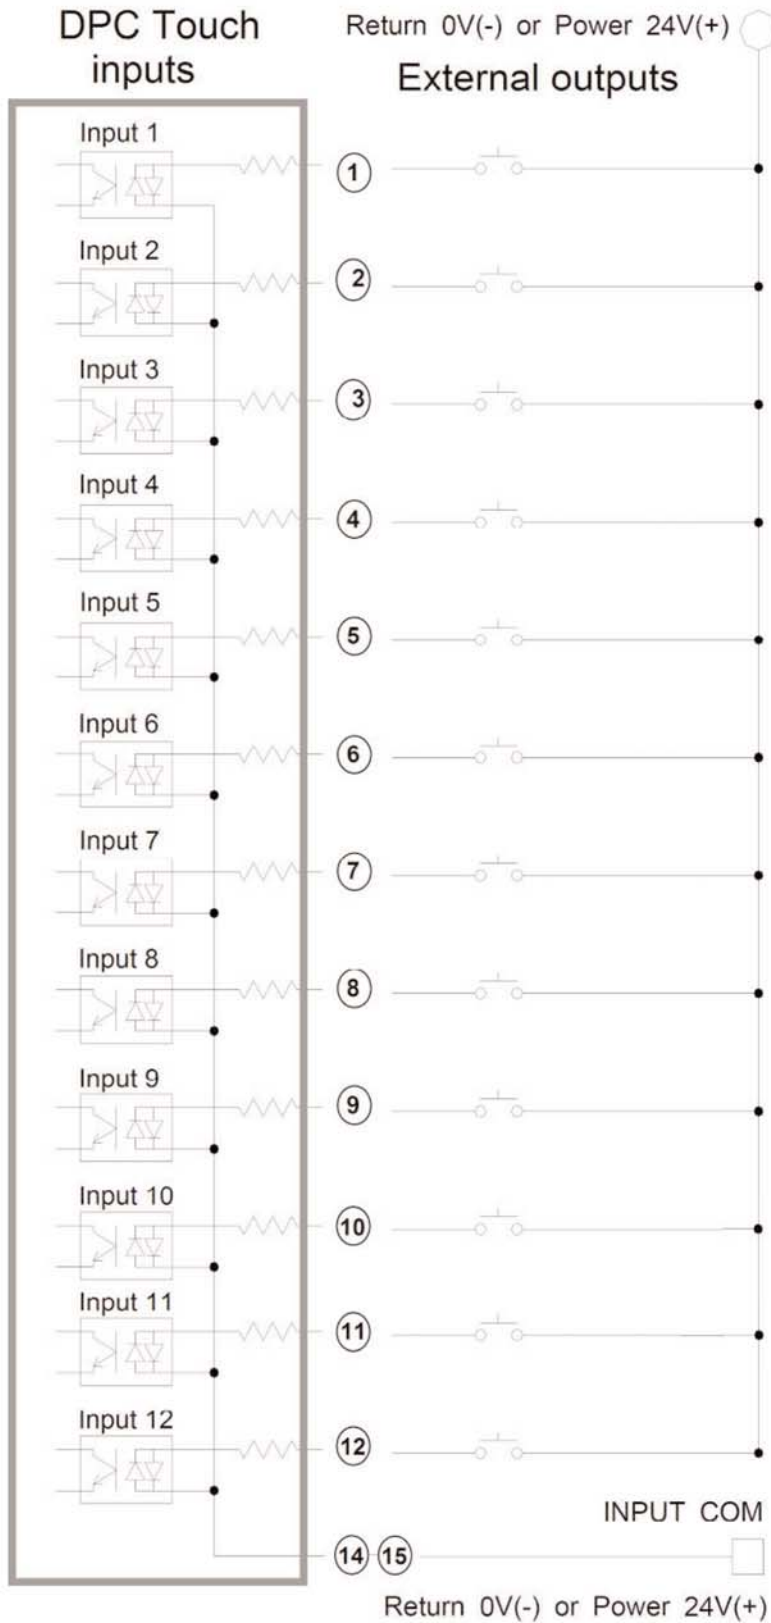 DPC Touch
inputs
Return 0V(-) or Power 24V(+)
External outputs
Input 1
1
Input 2
2
Input 3
3
Input 4
4
Input 5
5
Input 6
6
Input 7
7
Input 8
8
Input 9
9
Input 10
10
Input 11
11
Input 12
12
INPUT COM
14 15
Return 0V(-) or Power 24V(+)